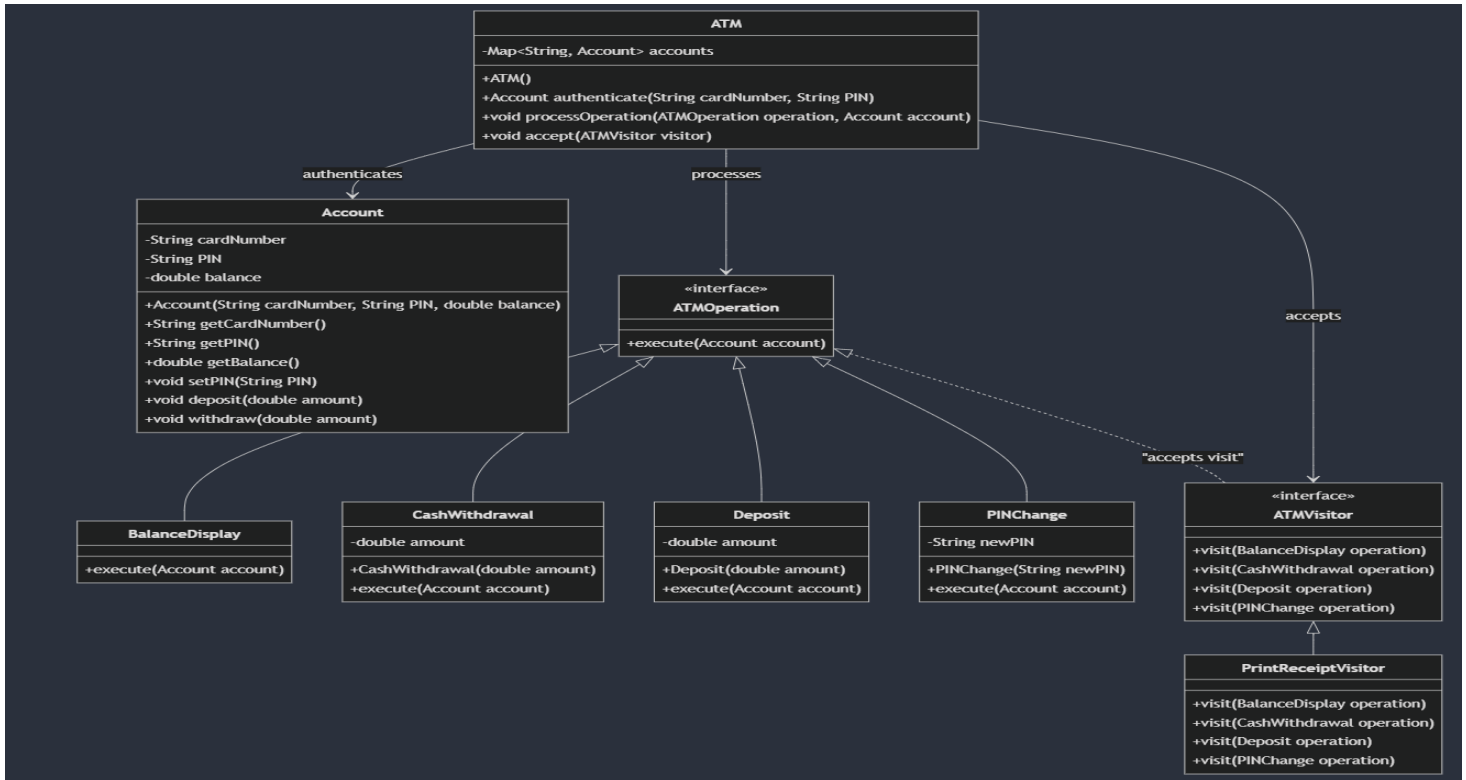 ATM
-Map<String, Account> accounts
+ATM()
+Account authenticate(String cardNumber, String PIN)
+void processOperation(ATMOperation operation, Account account)
+void accept(ATMVisitor visitor)
authenticates
processes
accepts
Account
-String cardNumber
-String PIN
-double balance
+Account(String cardNumber, String PIN, double balance)
+String getCardNumber()
+String getPIN()
+double getBalance()
+void setPIN(String PIN)
+void deposit(double amount)
+void withdraw(double amount)
«interface»
ATMOperation
+execute(Account account)
"accepts visit"
BalanceDisplay
+execute(Account account)
CashWithdrawal
-double amount
+CashWithdrawal(double amount)
+execute(Account account)
Deposit
-double amount
+Deposit(double amount)
+execute(Account account)
PINChange
-String newPIN
+PINChange(String newPIN)
+execute(Account account)
«interface»
ATMVisitor
+visit(BalanceDisplay operation)
+visit(CashWithdrawal operation)
+visit(Deposit operation)
+visit(PINChange operation)
PrintReceiptVisitor
+visit(BalanceDisplay operation)
+visit(CashWithdrawal operation)
+visit(Deposit operation)
+visit(PINChange operation)